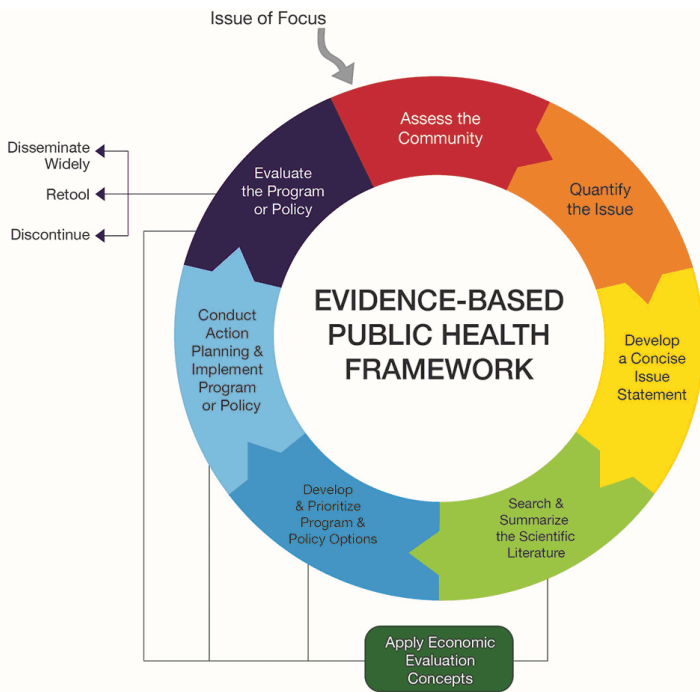 Issue of Focus
Assess the
Community
Quantify
the Issue
Develop
a Concise
Issue
Statement
Search &
Summarize
the Scientific
Literature
Develop
& Prioritize
Program &
Policy Options
Conduct
Action
Planning &
Implement
Program
or Policy
Evaluate
the Program
or Policy
Disseminate
Widely
Retool
Discontinue
EVIDENCE-BASED
PUBLIC HEALTH
FRAMEWORK
Apply Economic
Evaluation
Concepts